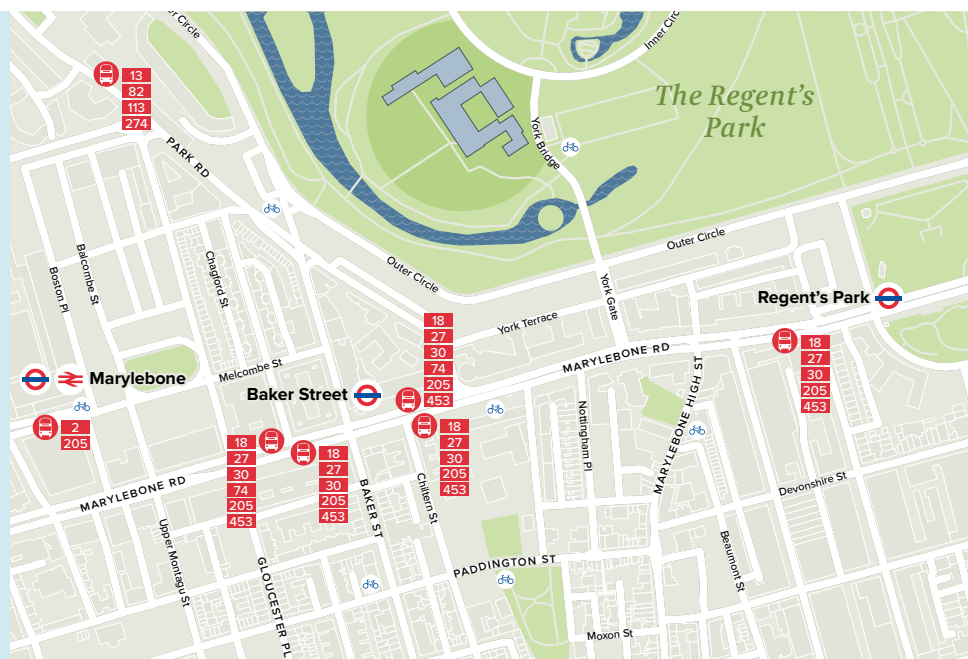 er Circle
Inner Circ
13
82
113
274
The Regent's
Park
PARK RD
York Bridge
Outer Circle
Outer Circle
Balcombe St
Boston Pl
Chagford St
York Gate
Regent's Park
York Terrace
18
27
30
74
205
453
MARYLEBONE RD
18
27
30
205
453
Melcombe St
Marylebone
Baker Street
2
205
18
27
30
74
205
453
18
27
30
205
453
18
27
30
205
453
MARYLEBONE HIGH ST
Nottingham Pl
MARYLEBONE RD
BAKER ST
Chiltern St
Devonshire St
Upper Montagu St
GLOUCESTER PL
PADDINGTON ST
Beaumont St
Moxon St